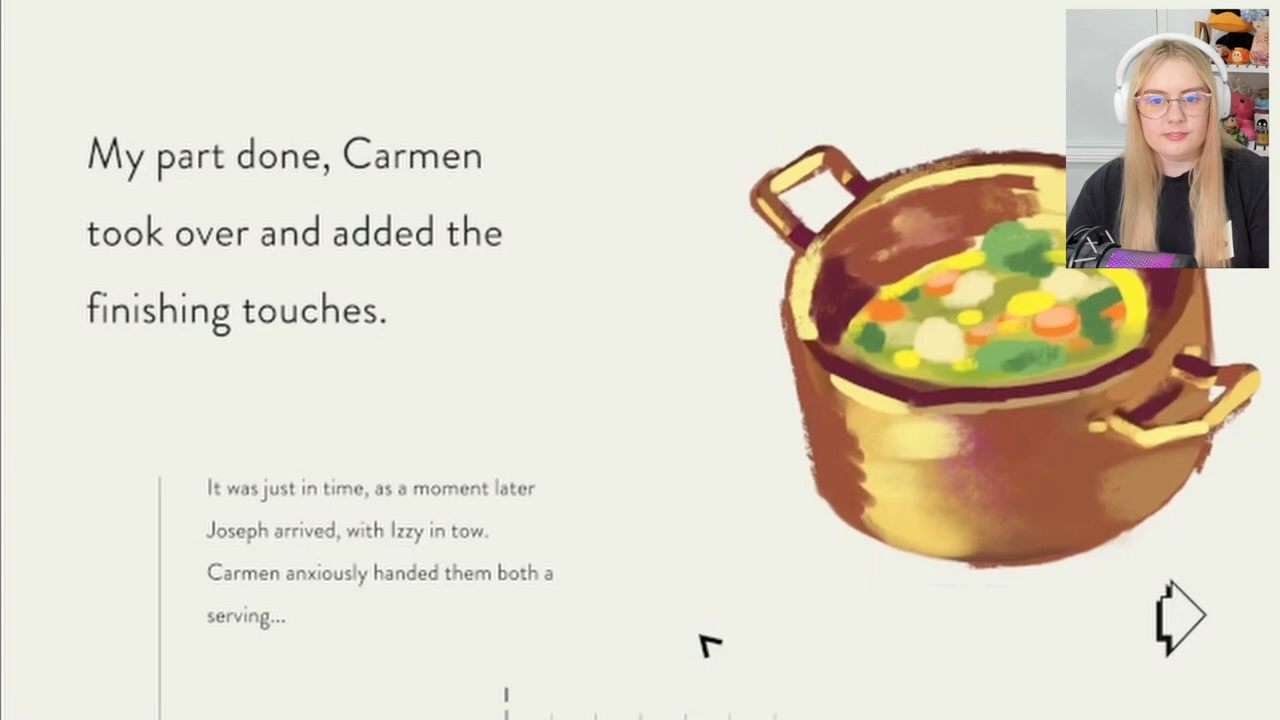 My part done, Carmen
took over and added the
finishing touches.
It was just in time, as a moment later
Joseph arrived, with Izzy in tow.
Carmen anxiously handed them both a
serving...